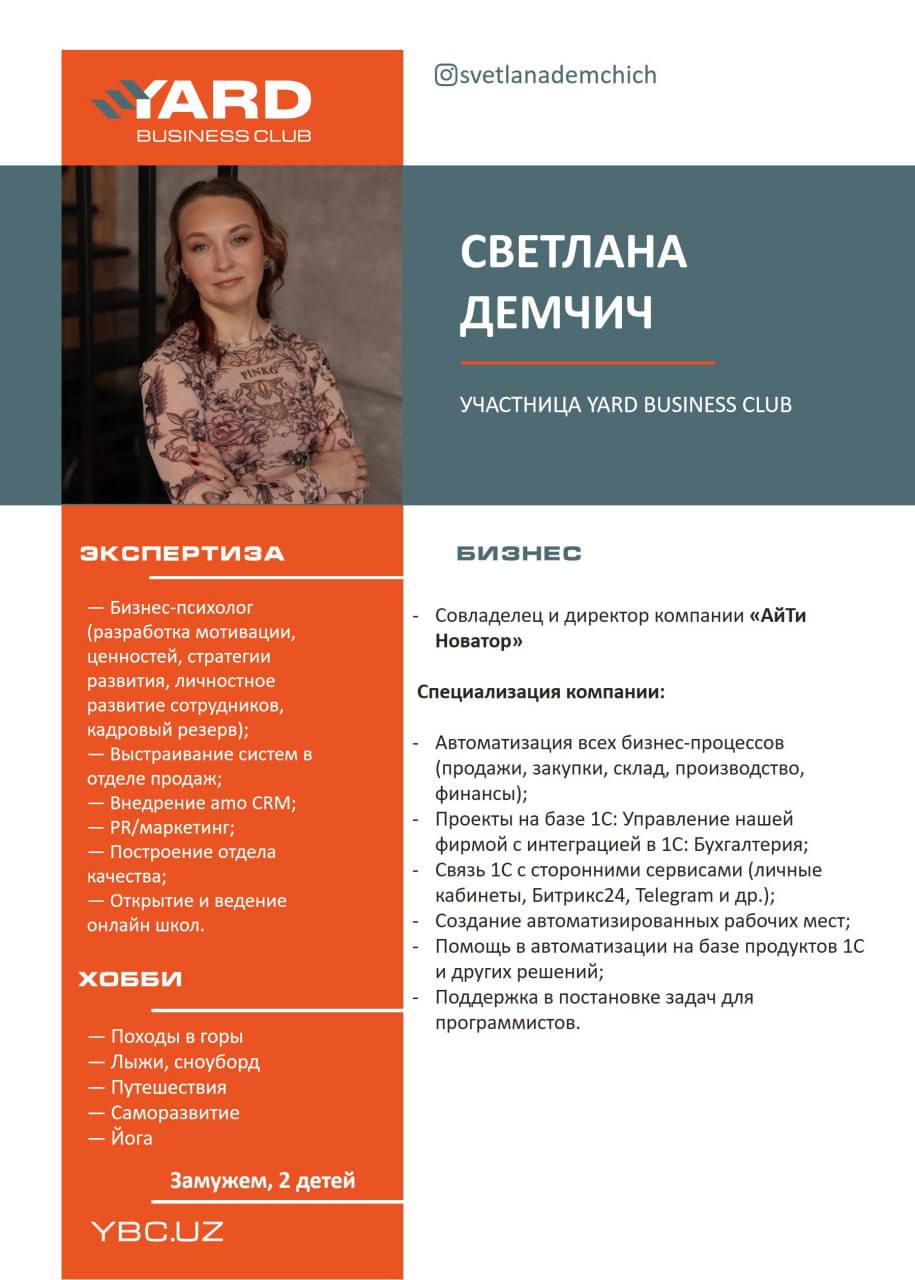 YARD
BUSINESS CLUB
svetlanademchich
СВЕТЛАНА
ДЕМЧИЧ
УЧАСТНИЦА YARD BUSINESS CLUB
PINKO
ЭКСПЕРТИЗА
— Бизнес-психолог
(разработка мотивации,
ценностей, стратегии
развития, личностное
развитие сотрудников,
кадровый резерв);
— Выстраивание систем в
отделе продаж;
— Внедрение amo CRM;
— PR/маркетинг;
— Построение отдела
качества;
— Открытие и ведение
онлайн школ.
ХОББИ
— Походы в горы
— Лыжи, сноуборд
— Путешествия
— Саморазвитие
— Йога
Замужем, 2 детей
YBC.UZ
БИЗНЕС
- Совладелец и директор компании «АйТи
Новатор»
Специализация компании:
- Автоматизация всех бизнес-процессов
(продажи, закупки, склад, производство,
финансы);
- Проекты на базе 1С: Управление нашей
фирмой с интеграцией в 1С: Бухгалтерия;
- Связь 1С с сторонними сервисами (личные
кабинеты, Битрикс24, Telegram и др.);
- Создание автоматизированных рабочих мест;
- Помощь в автоматизации на базе продуктов 1С
и других решений;
- Поддержка в постановке задач для
программистов.